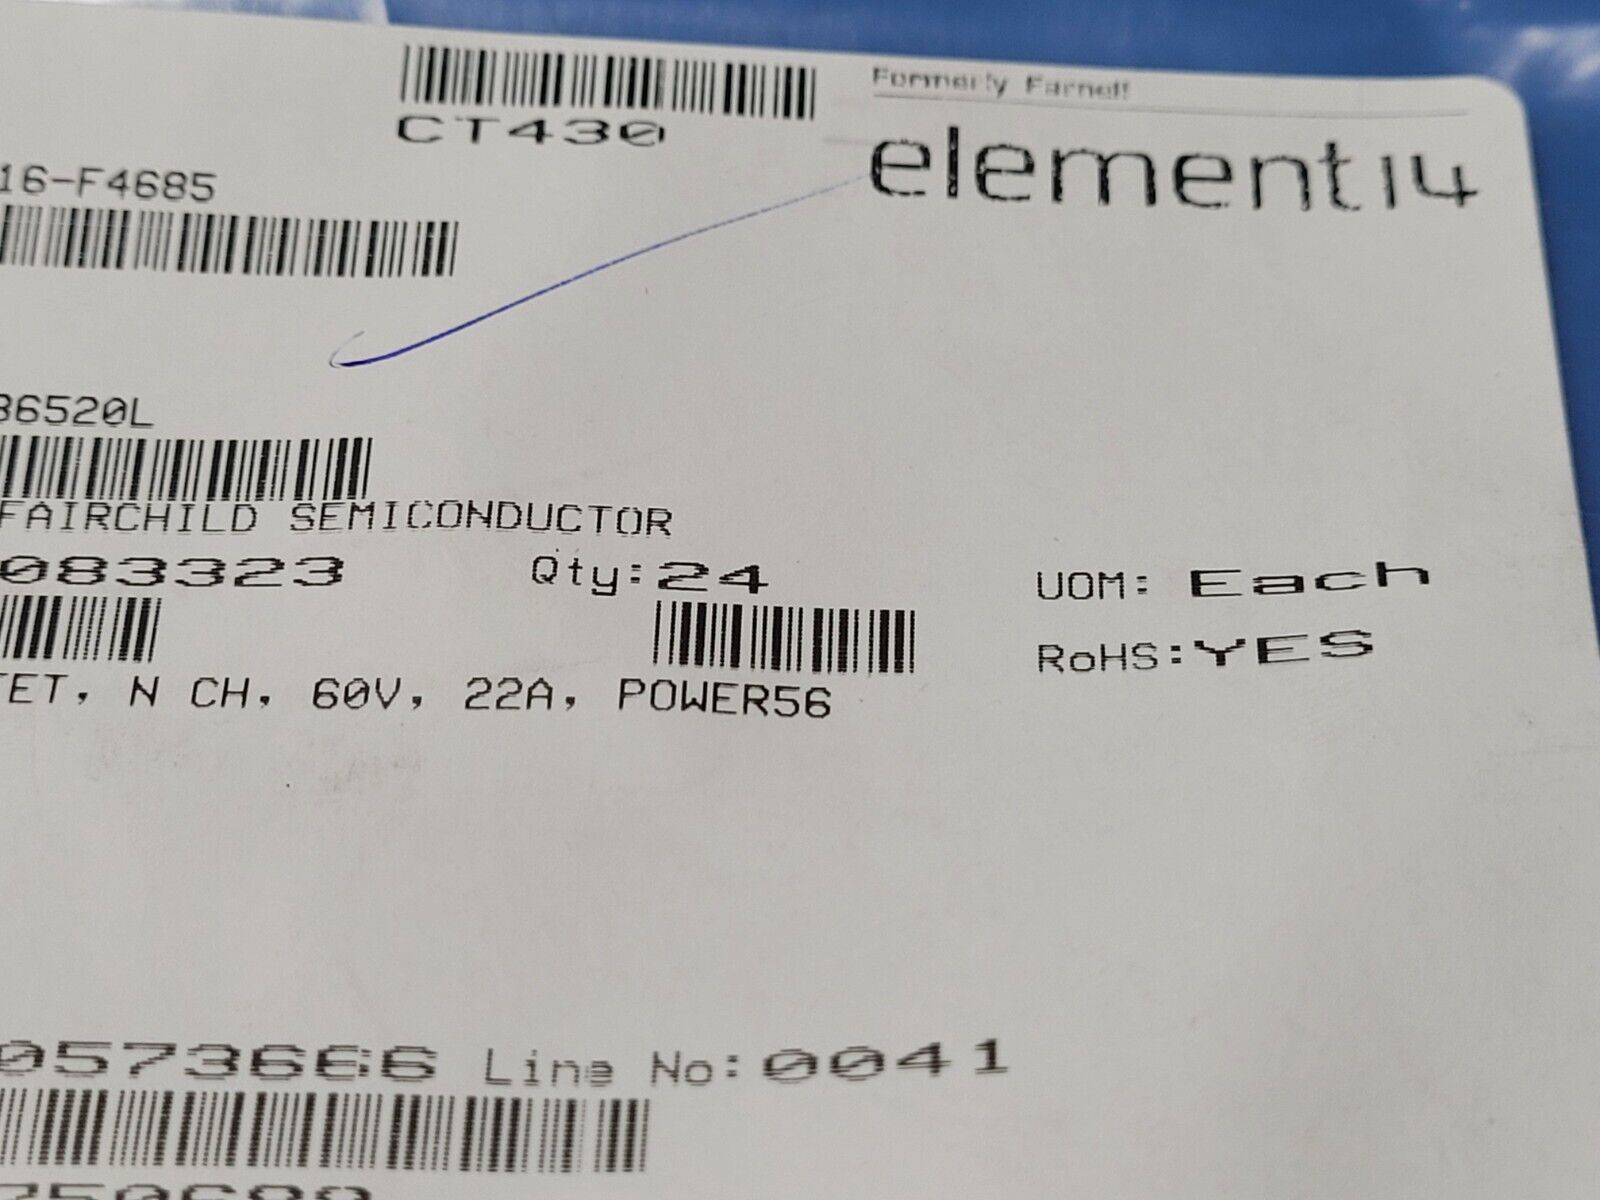 CT430
Formerly Farnell
element14
16-F4685
86520L
FAIRCHILD SEMICONDUCTOR
083323 Qty:24 UOM: Each
RoHS:YES
ET, N CH, 60V, 22A, POWER56
0573666 Line No:0041